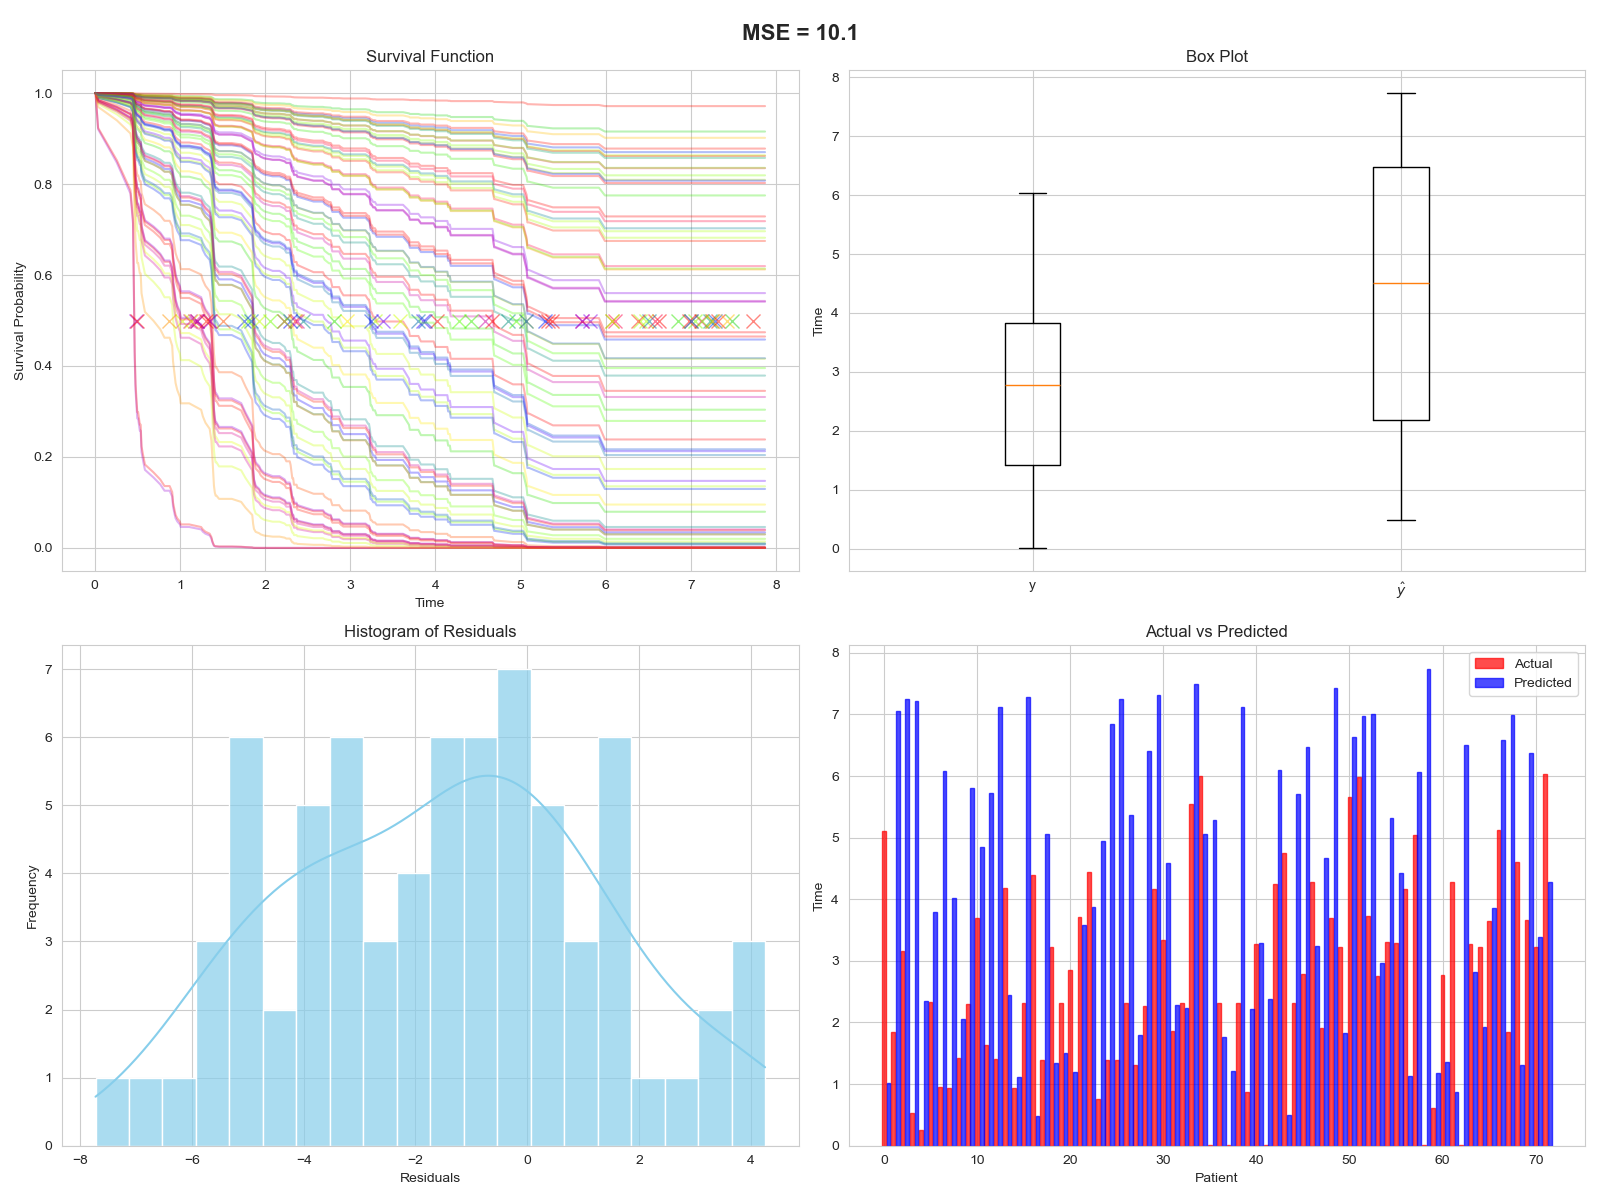 MSE = 10.1
Survival Function
Survival Probability
1.0
0.8
0.6
0.4
0.2
0.0
0 1 2 3 4 5 6 7 8
Time
Box Plot
Time
8
7
6
5
4
3
2
1
0
y ŷ
Histogram of Residuals
Frequency
7
6
5
4
3
2
1
0
−8 −6 −4 −2 0 2 4
Residuals
Actual vs Predicted
Actual
Predicted
Time
8
7
6
5
4
3
2
1
0
0 10 20 30 40 50 60 70
Patient